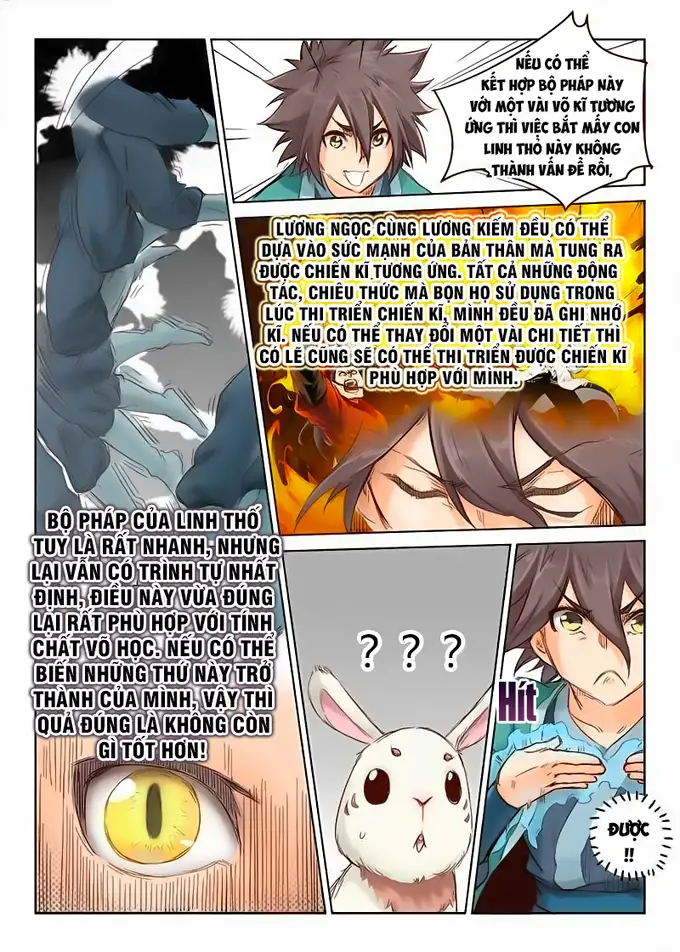 NẾU CÓ THỂ
KẾT HỢP BỘ PHÁP NÀY
VỚI MỘT VÀI VÕ KĨ TƯƠNG
ỨNG THÌ VIỆC BẮT MẤY CON
LINH THỎ NÀY KHÔNG
THÀNH VẤN ĐỀ RỒI,
LƯƠNG NGỌC CÙNG LƯƠNG KIẾM ĐỀU CÓ THỂ
DỰA VÀO SỨC MẠNH CỦA BẢN THÂN MÀ TUNG RA
ĐƯỢC CHIẾN KĨ TƯƠNG ỨNG. TẤT CẢ NHỮNG ĐỘNG
TÁC, CHIÊU THỨC MÀ BỌN HỌ SỬ DỤNG TRONG
LÚC THI TRIỂN CHIẾN KĨ, MÌNH ĐỀU ĐÃ GHI NHỚ
KĨ. NẾU CÓ THỂ THAY ĐỔI MỘT VÀI CHI TIẾT THÌ
CÓ LẼ CŨNG SẼ CÓ THỂ THI TRIỂN ĐƯỢC CHIẾN KĨ
PHÙ HỢP VỚI MÌNH.
BỘ PHÁP CỦA LINH THỐ
TUY LÀ RẤT NHANH, NHƯNG
LẠI VẪN CÓ TRÌNH TỰ NHẤT
ĐỊNH, ĐIỀU NÀY VỪA ĐÚNG
LẠI RẤT PHÙ HỢP VỚI TÍNH
CHẤT VÕ HỌC. NẾU CÓ THỂ
BIẾN NHỮNG THỨ NÀY TRỞ
THÀNH CỦA MÌNH, VẬY THÌ
QUẢ ĐÚNG LÀ KHÔNG CÒN
GÌ TỐT HƠN!
? ? ?
Hít
ĐƯỢC
!!